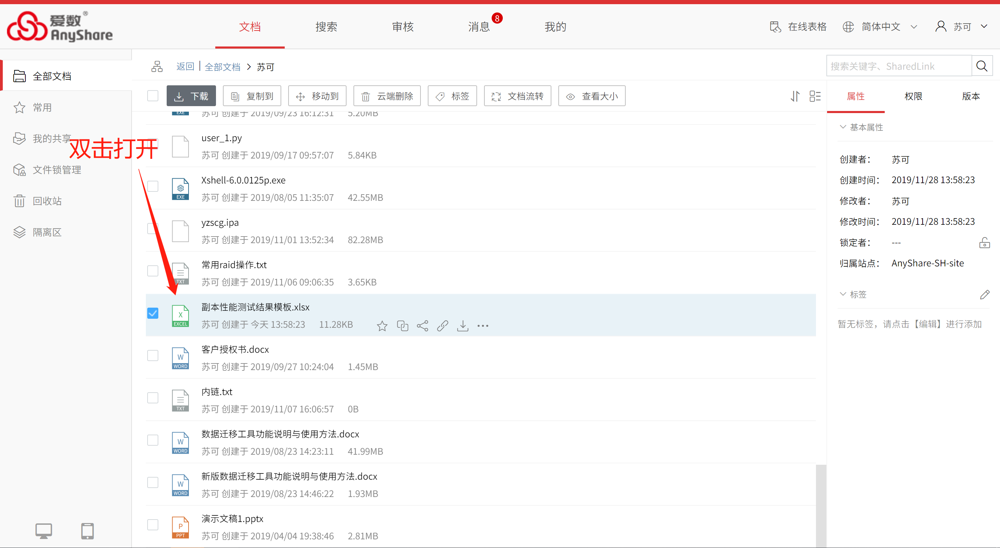 爱数®
AnyShare
文档
搜索
审核
消息
8
我的
在线表格
简体中文
苏可
全部文档
常用
我的共享
文件锁管理
回收站
隔离区
双击打开
返回 | 全部文档 > 苏可
搜索关键字、SharedLink
下载
复制到
移动到
云端删除
标签
文档流转
查看大小
EXE
苏可 创建于 2019/09/23 16:12:31 5.20MB
user_1.py
苏可 创建于 2019/09/17 09:57:07 5.84KB
Xshell-6.0.0125p.exe
EXE
苏可 创建于 2019/08/05 11:35:07 42.55MB
yzscg.ipa
苏可 创建于 2019/11/01 13:52:34 82.28MB
常用raid操作.txt
TXT
苏可 创建于 2019/11/06 09:06:35 3.65KB
副本性能测试结果模板.xlsx
X
EXCEL
苏可 创建于 今天 13:58:23 11.28KB
客户授权书.docx
W
WORD
苏可 创建于 2019/09/27 10:24:04 1.45MB
内链.txt
TXT
苏可 创建于 2019/11/07 16:06:57 0B
数据迁移工具功能说明与使用方法.docx
W
WORD
苏可 创建于 2019/08/23 14:23:11 41.99MB
新版数据迁移工具功能说明与使用方法.docx
W
WORD
苏可 创建于 2019/08/23 14:46:22 1.93MB
演示文稿1.pptx
P
PPT
苏可 创建于 2019/04/04 19:38:46 2.81MB
属性
权限
版本
基本属性
创建者： 苏可
创建时间： 2019/11/28 13:58:23
修改者： 苏可
修改时间： 2019/11/28 13:58:23
锁定者： ---
归属站点： AnyShare-SH-site
标签
暂无标签，请点击【编辑】进行添加